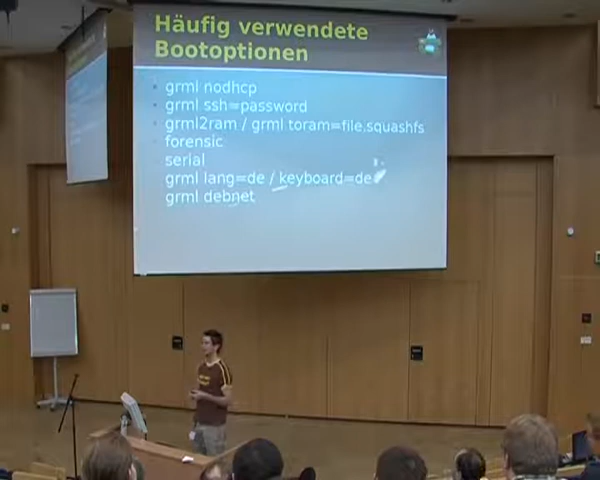 Häufig verwendete
Bootoptionen
grml nodhcp
grml ssh=password
grml2ram / grml toram=file.squashfs
forensic
serial
grml lang=de / keyboard=de
grml debnet